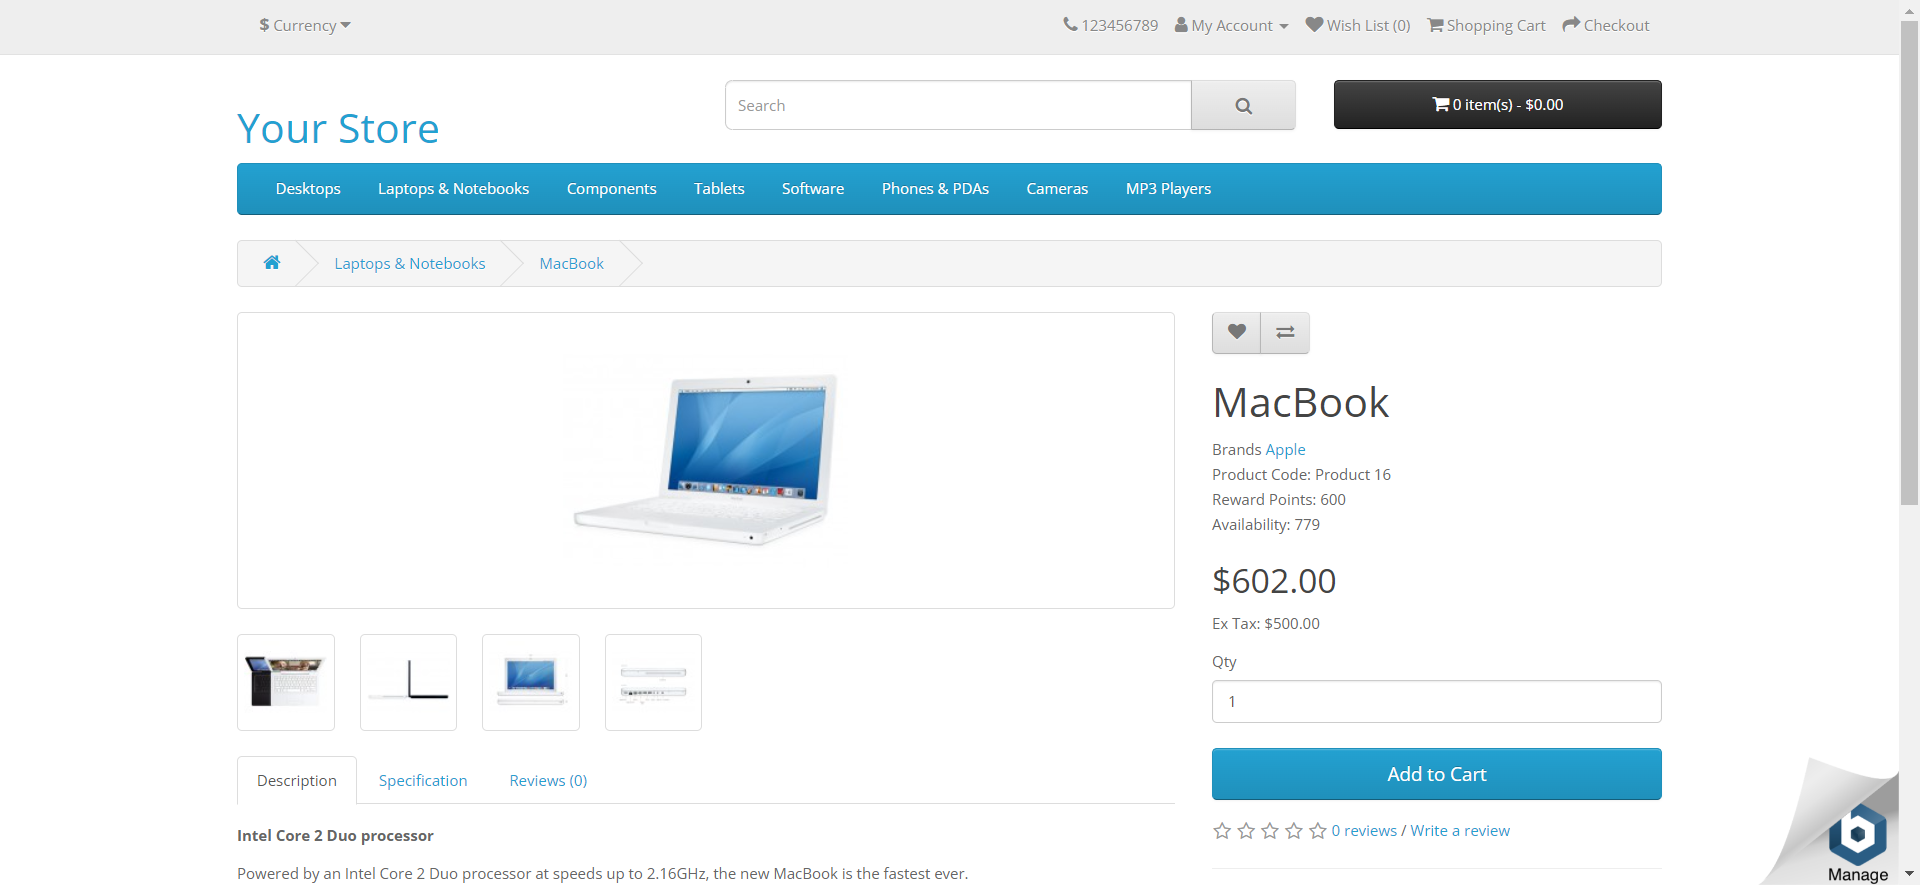 $ Currency
123456789 My Account Wish List (0) Shopping Cart Checkout
Your Store
Search
0 item(s) - $0.00
Desktops Laptops & Notebooks Components Tablets Software Phones & PDAs Cameras MP3 Players
Laptops & Notebooks MacBook
MacBook
Brands Apple
Product Code: Product 16
Reward Points: 600
Availability: 779
$602.00
Ex Tax: $500.00
Qty
1
Add to Cart
0 reviews / Write a review
Description Specification Reviews (0)
Intel Core 2 Duo processor
Powered by an Intel Core 2 Duo processor at speeds up to 2.16GHz, the new MacBook is the fastest ever.
b
Manage